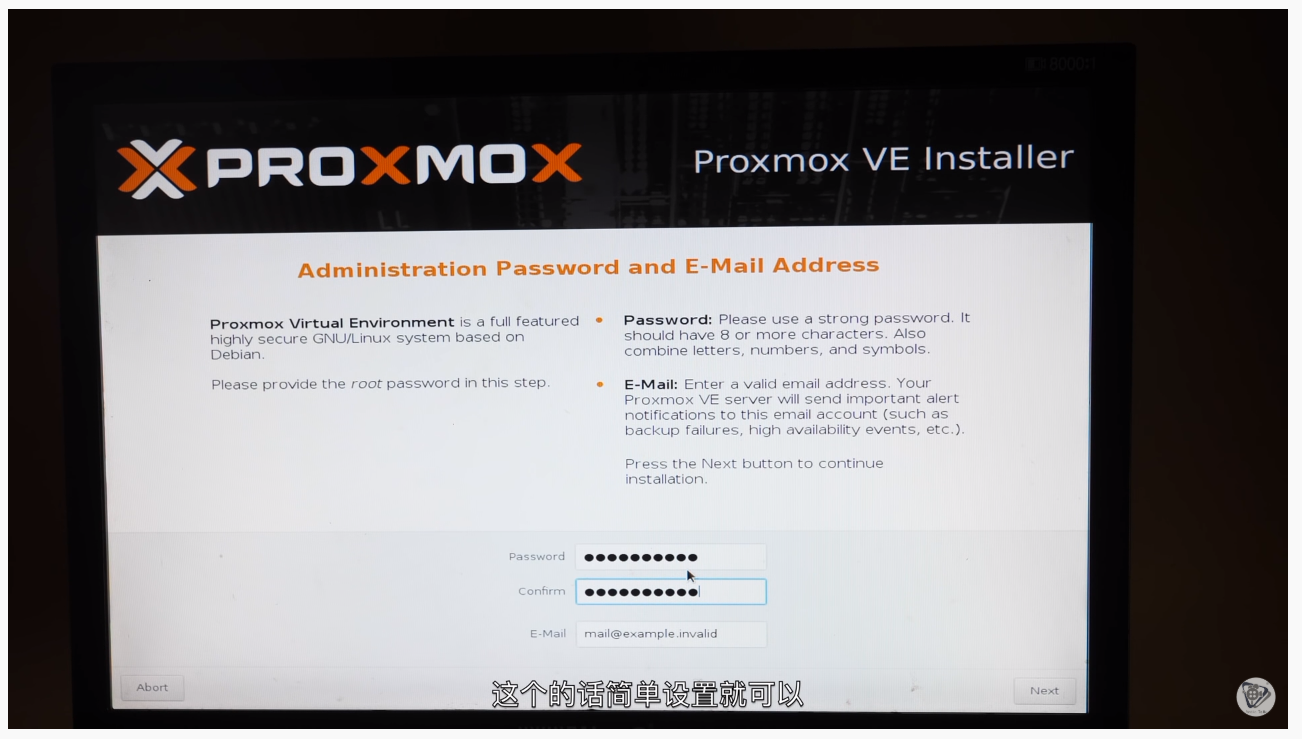 8000:1
PROXMOX
Proxmox VE Installer
Administration Password and E-Mail Address
Proxmox Virtual Environment is a full featured
highly secure GNU/Linux system based on
Debian.
Please provide the root password in this step.
Password: Please use a strong password. It
should have 8 or more characters. Also
combine letters, numbers, and symbols.
E-Mail: Enter a valid email address. Your
Proxmox VE server will send important alert
notifications to this email account (such as
backup failures, high availability events, etc.).
Press the Next button to continue
installation.
Password ●●●●●●●●●●
Confirm ●●●●●●●●●●
E-Mail mail@example.invalid
Abort
Next
这个的话简单设置就可以